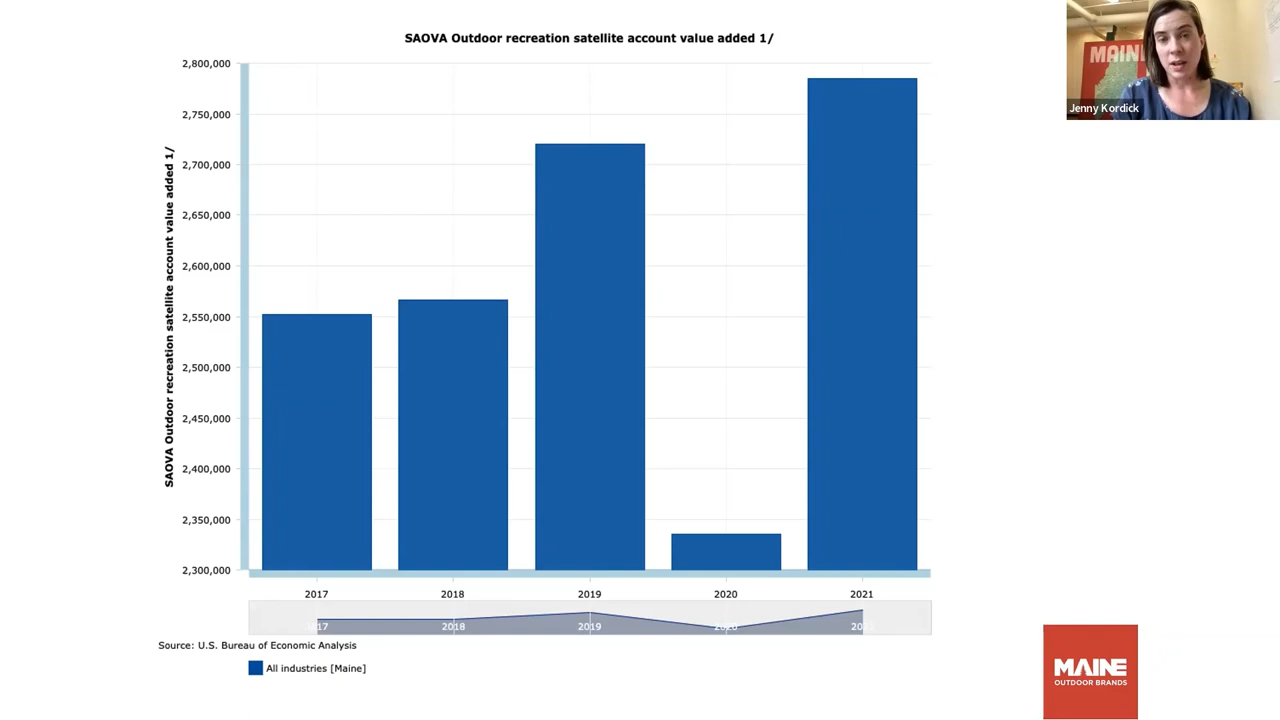 SAOVA Outdoor recreation satellite account value added 1/
MAINE
Jenny Kordick
SAOVA Outdoor recreation satellite account value added 1/
2,800,000
2,750,000
2,700,000
2,650,000
2,600,000
2,550,000
2,500,000
2,450,000
2,400,000
2,350,000
2,300,000
2017 2018 2019 2020 2021
2018 2019 2020
Source: U.S. Bureau of Economic Analysis
All industries [Maine]
MAINE
OUTDOOR BRANDS